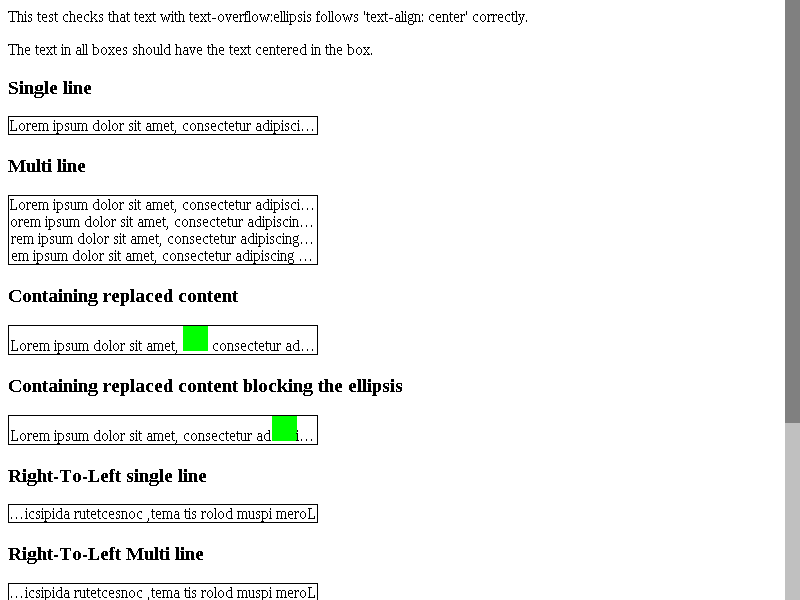 This test checks that text with text-overflow:ellipsis follows 'text-align: center' correctly.
The text in all boxes should have the text centered in the box.
Single line
Lorem ipsum dolor sit amet, consectetur adipisci…
Multi line
Lorem ipsum dolor sit amet, consectetur adipisci…
orem ipsum dolor sit amet, consectetur adipiscin…
rem ipsum dolor sit amet, consectetur adipiscing…
em ipsum dolor sit amet, consectetur adipiscing …
Containing replaced content
Lorem ipsum dolor sit amet, consectetur ad…
Containing replaced content blocking the ellipsis
Lorem ipsum dolor sit amet, consectetur ad i…
Right-To-Left single line
…icsipida rutetcesnoc ,tema tis rolod muspi meroL
Right-To-Left Multi line
…icsipida rutetcesnoc ,tema tis rolod muspi meroL